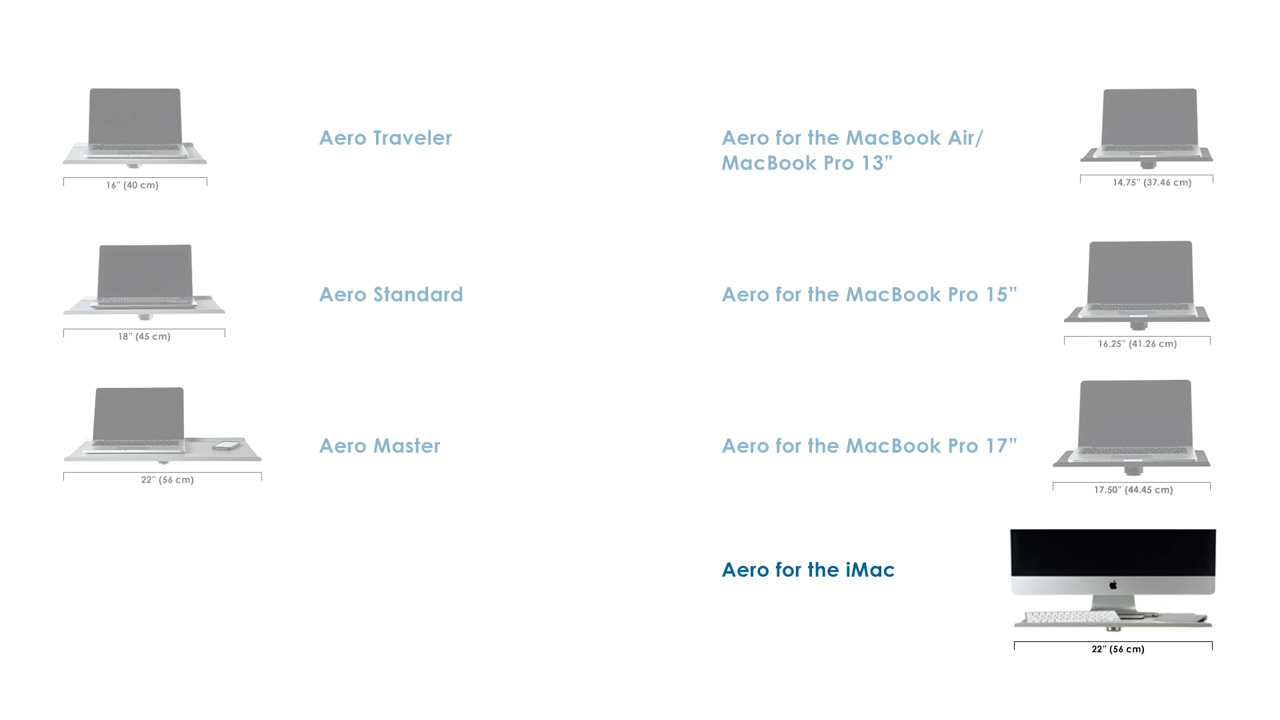 Aero Traveler
16” (40 cm)
Aero Standard
18” (45 cm)
Aero Master
22” (56 cm)
Aero for the MacBook Air/
MacBook Pro 13”
14.75” (37.46 cm)
Aero for the MacBook Pro 15”
16.25” (41.26 cm)
Aero for the MacBook Pro 17”
17.50” (44.45 cm)
Aero for the iMac
22” (56 cm)